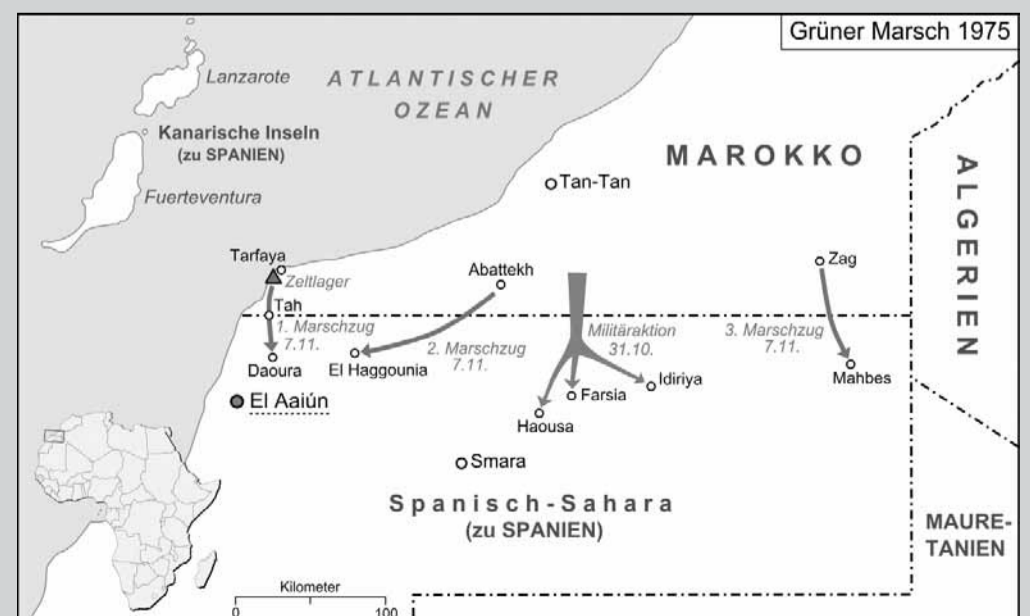 Grüner Marsch 1975
Lanzarote
ATLANTISCHER
OZEAN
Kanarische Inseln
(zu SPANIEN)
Fuerteventura
MAROKKO
ALGERIEN
Tan-Tan
Tarfaya
Zeltlager
Abattekh
Zag
Tah
1. Marschzug
7.11.
2. Marschzug
7.11.
Militäraktion
31.10.
3. Marschzug
7.11.
Daoura
El Haggounia
Idiriya
Mahbes
Farsia
El Aaiún
Haousa
Smara
Spanisch-Sahara
(zu SPANIEN)
MAURE-
TANIEN
Kilometer
0 100